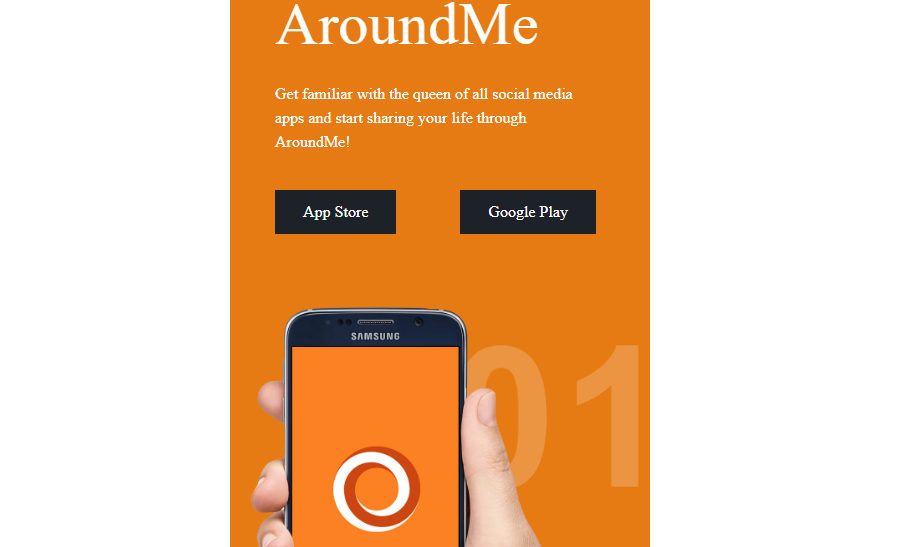 AroundMe
Get familiar with the queen of all social media
apps and start sharing your life through
AroundMe!
App Store
Google Play
SAMSUNG
01